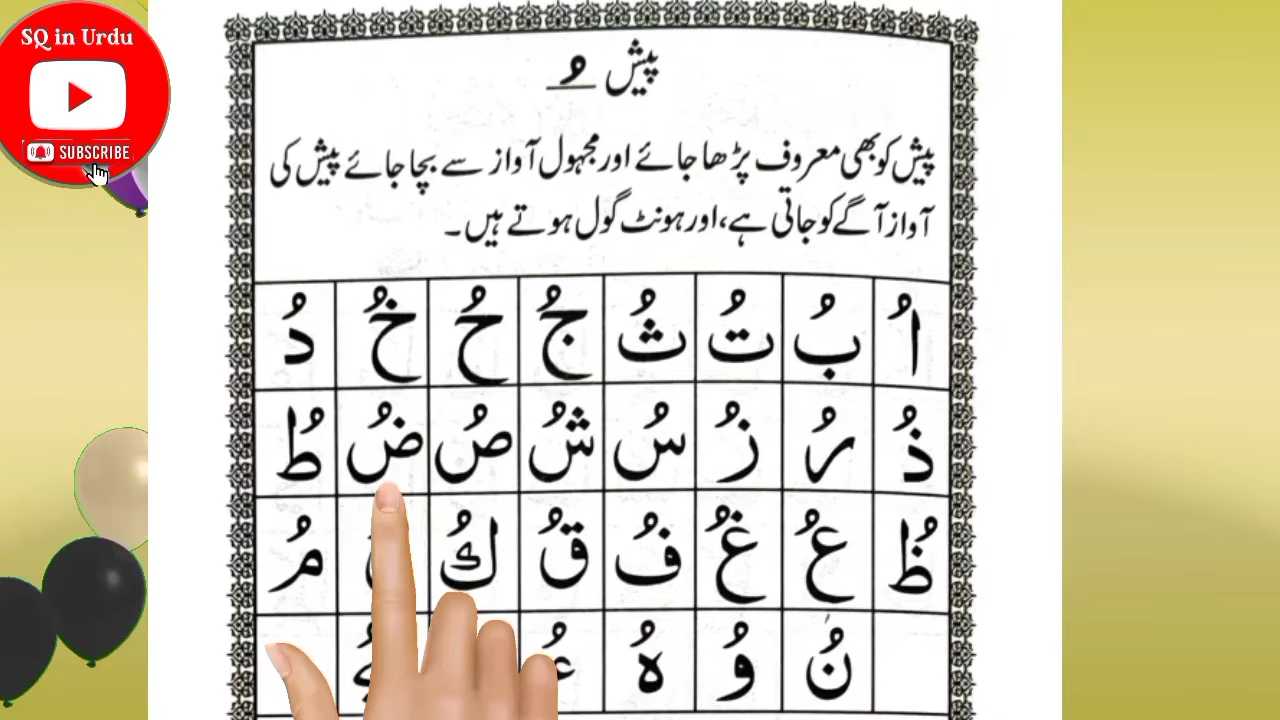 SQ in Urdu
SUBSCRIBE
پیش ـُ
پیش کو بھی معروف پڑھا جائے اور مجہول آواز سے بچا جائے پیش کی
آواز آگے کو جاتی ہے، اور ہونٹ گول ہوتے ہیں۔
اُ بُ تُ ثُ جُ حُ خُ دُ
ذُ رُ زُ سُ شُ صُ ضُ طُ
ظُ عُ غُ فُ قُ كُ مُ
نُ وُ هُ ءُ